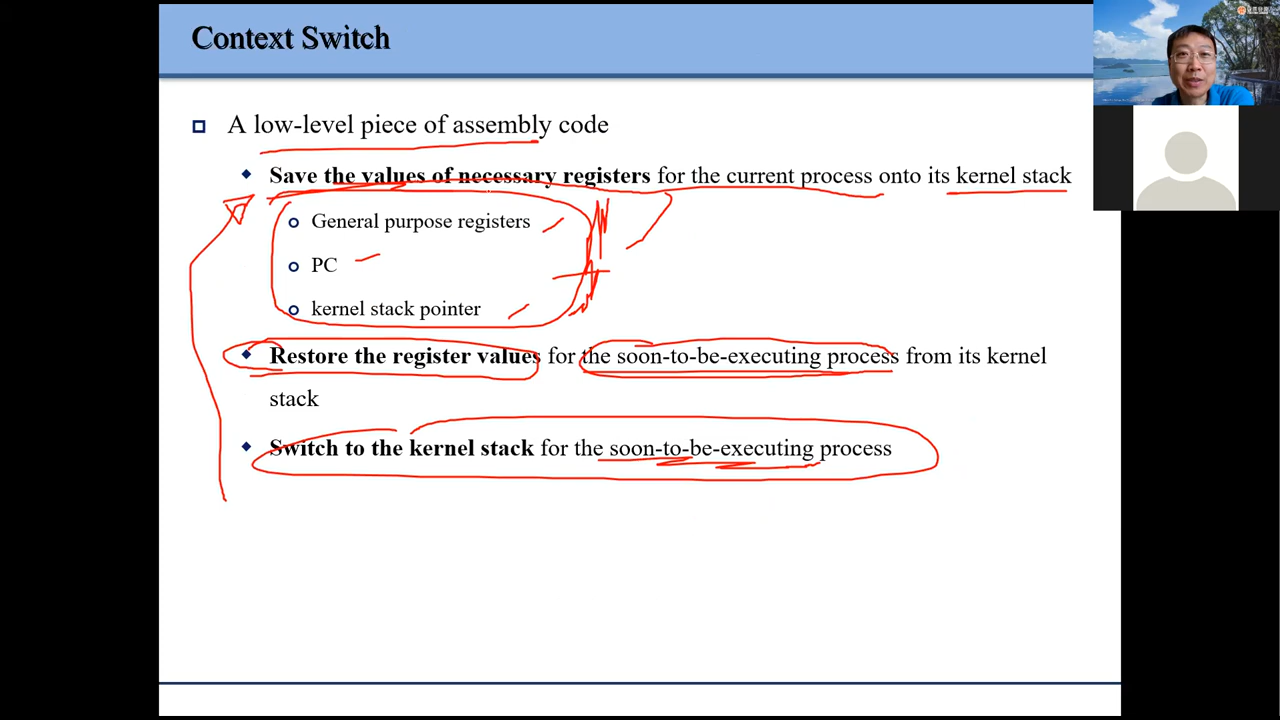 Context Switch
A low-level piece of assembly code
Save the values of necessary registers for the current process onto its kernel stack
General purpose registers
PC
kernel stack pointer
Restore the register values for the soon-to-be-executing process from its kernel
stack
Switch to the kernel stack for the soon-to-be-executing process